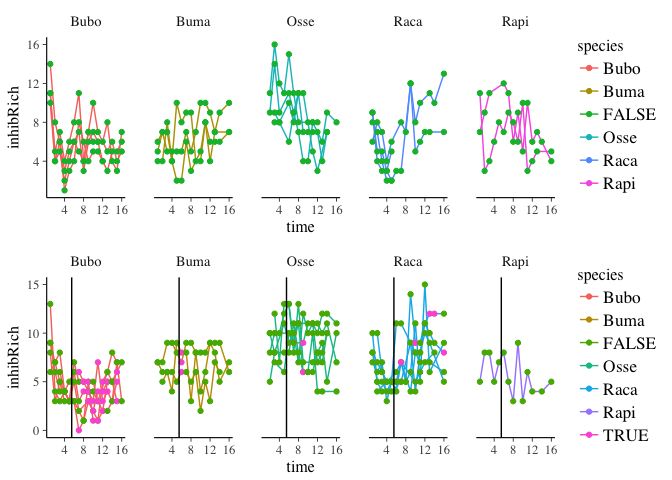 Bubo Buma Osse Raca Rapi
inhibRich
16
12
8
4
4 8 12 16 4 8 12 16 4 8 12 16 4 8 12 16 4 8 12 16
time
species
Bubo
Buma
FALSE
Osse
Raca
Rapi
Bubo Buma Osse Raca Rapi
inhibRich
15
10
5
0
4 8 12 16 4 8 12 16 4 8 12 16 4 8 12 16 4 8 12 16
time
species
Bubo
Buma
FALSE
Osse
Raca
Rapi
TRUE